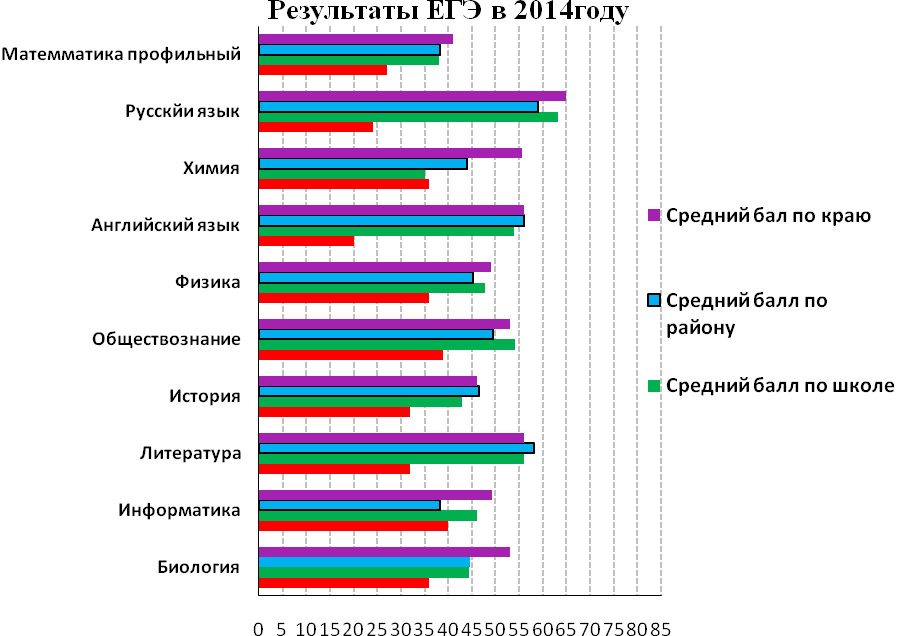 Результаты ЕГЭ в 2014году
Матемматика профильный
Русскйи язык
Химия
Английский язык
Физика
Обществознание
История
Литература
Информатика
Биология
Средний бал по краю
Средний балл по
району
Средний балл по школе
0 5 10 15 20 25 30 35 40 45 50 55 60 65 70 75 80 85